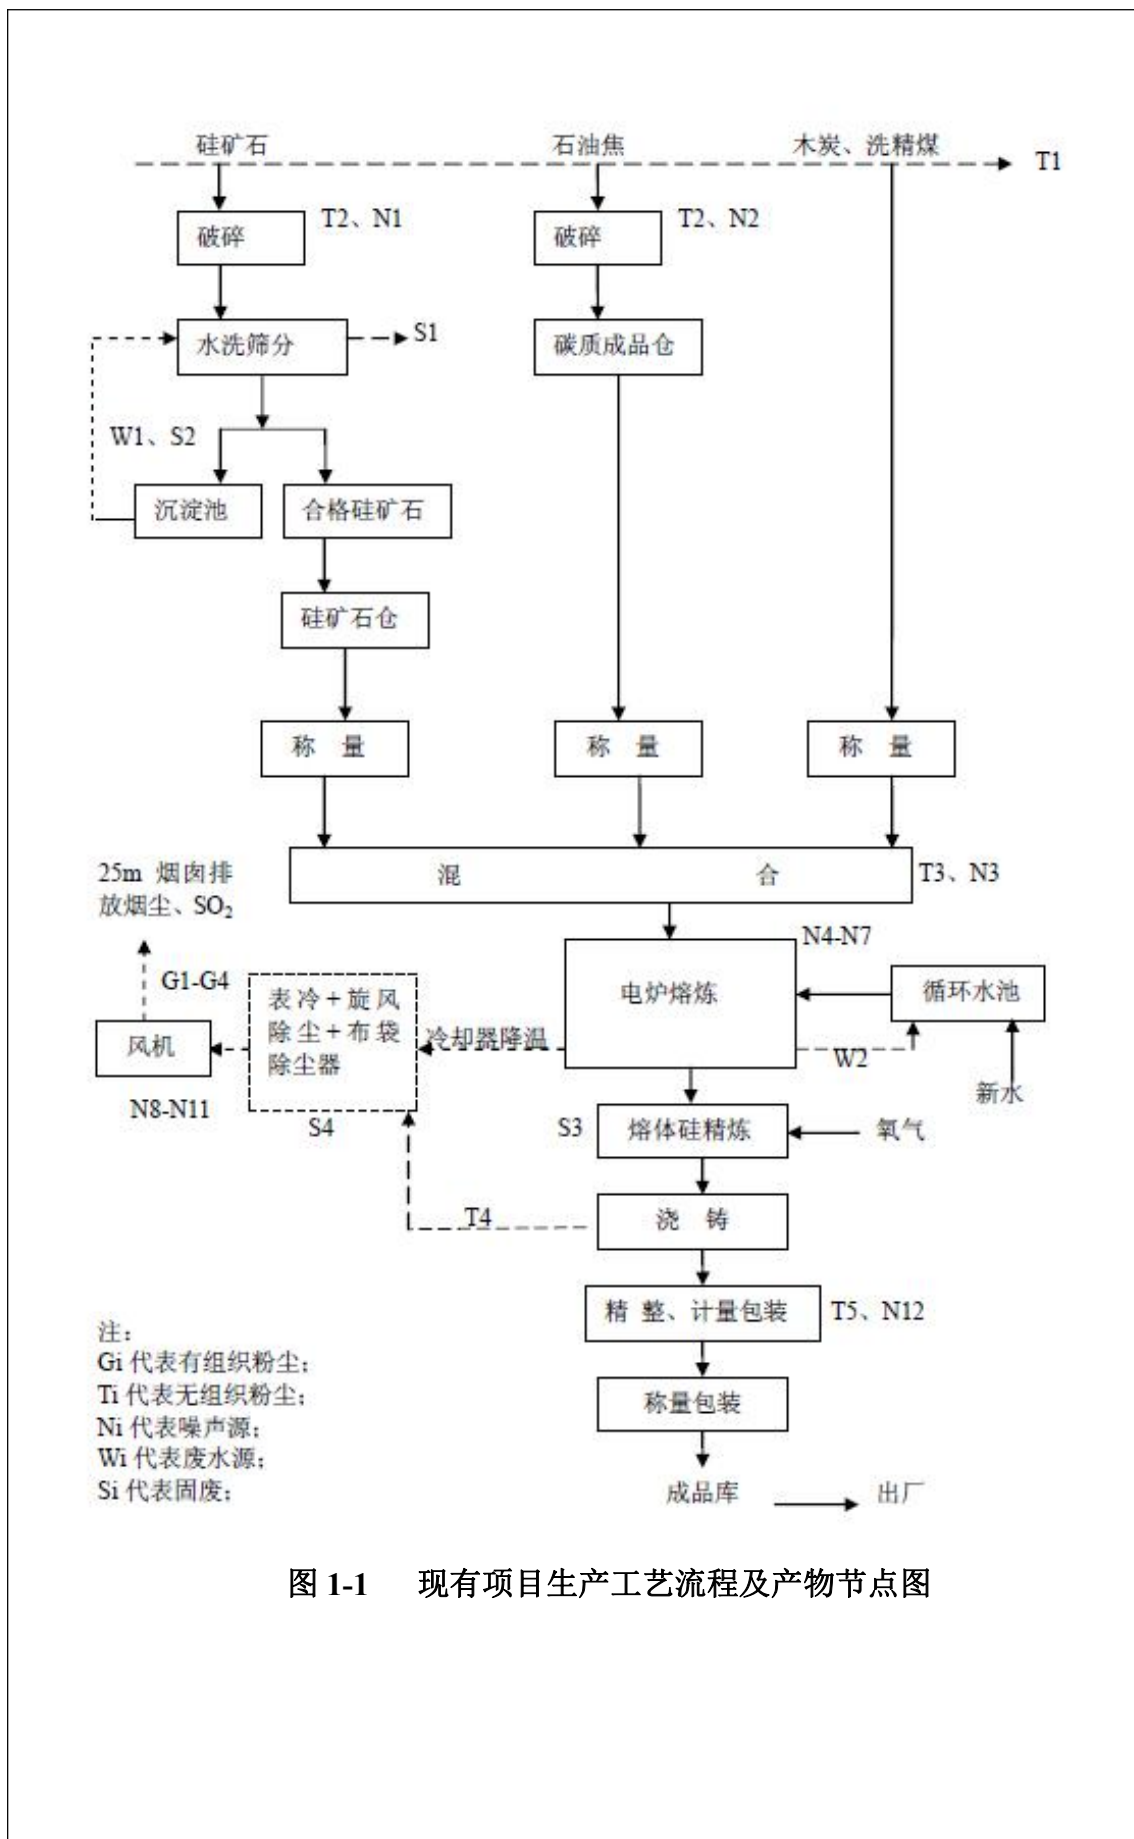 硅矿石
石油焦
木炭、洗精煤
T1
T2、N1
T2、N2
破碎
破碎
水洗筛分
S1
碳质成品仓
W1、S2
沉淀池
合格硅矿石
硅矿石仓
称 量
称 量
称 量
混 合
T3、N3
25m 烟囱排
放烟尘、SO₂
N4-N7
G1-G4
表冷+旋风
除尘+布袋
除尘器
电炉熔炼
循环水池
风机
冷却器降温
W2
新水
N8-N11
S4
S3
熔体硅精炼
氧气
T4
浇 铸
精 整、计量包装
T5、N12
称量包装
成品库
出厂
注：
Gi 代表有组织粉尘；
Ti 代表无组织粉尘；
Ni 代表噪声源；
Wi 代表废水源；
Si 代表固废；
图 1-1 现有项目生产工艺流程及产物节点图